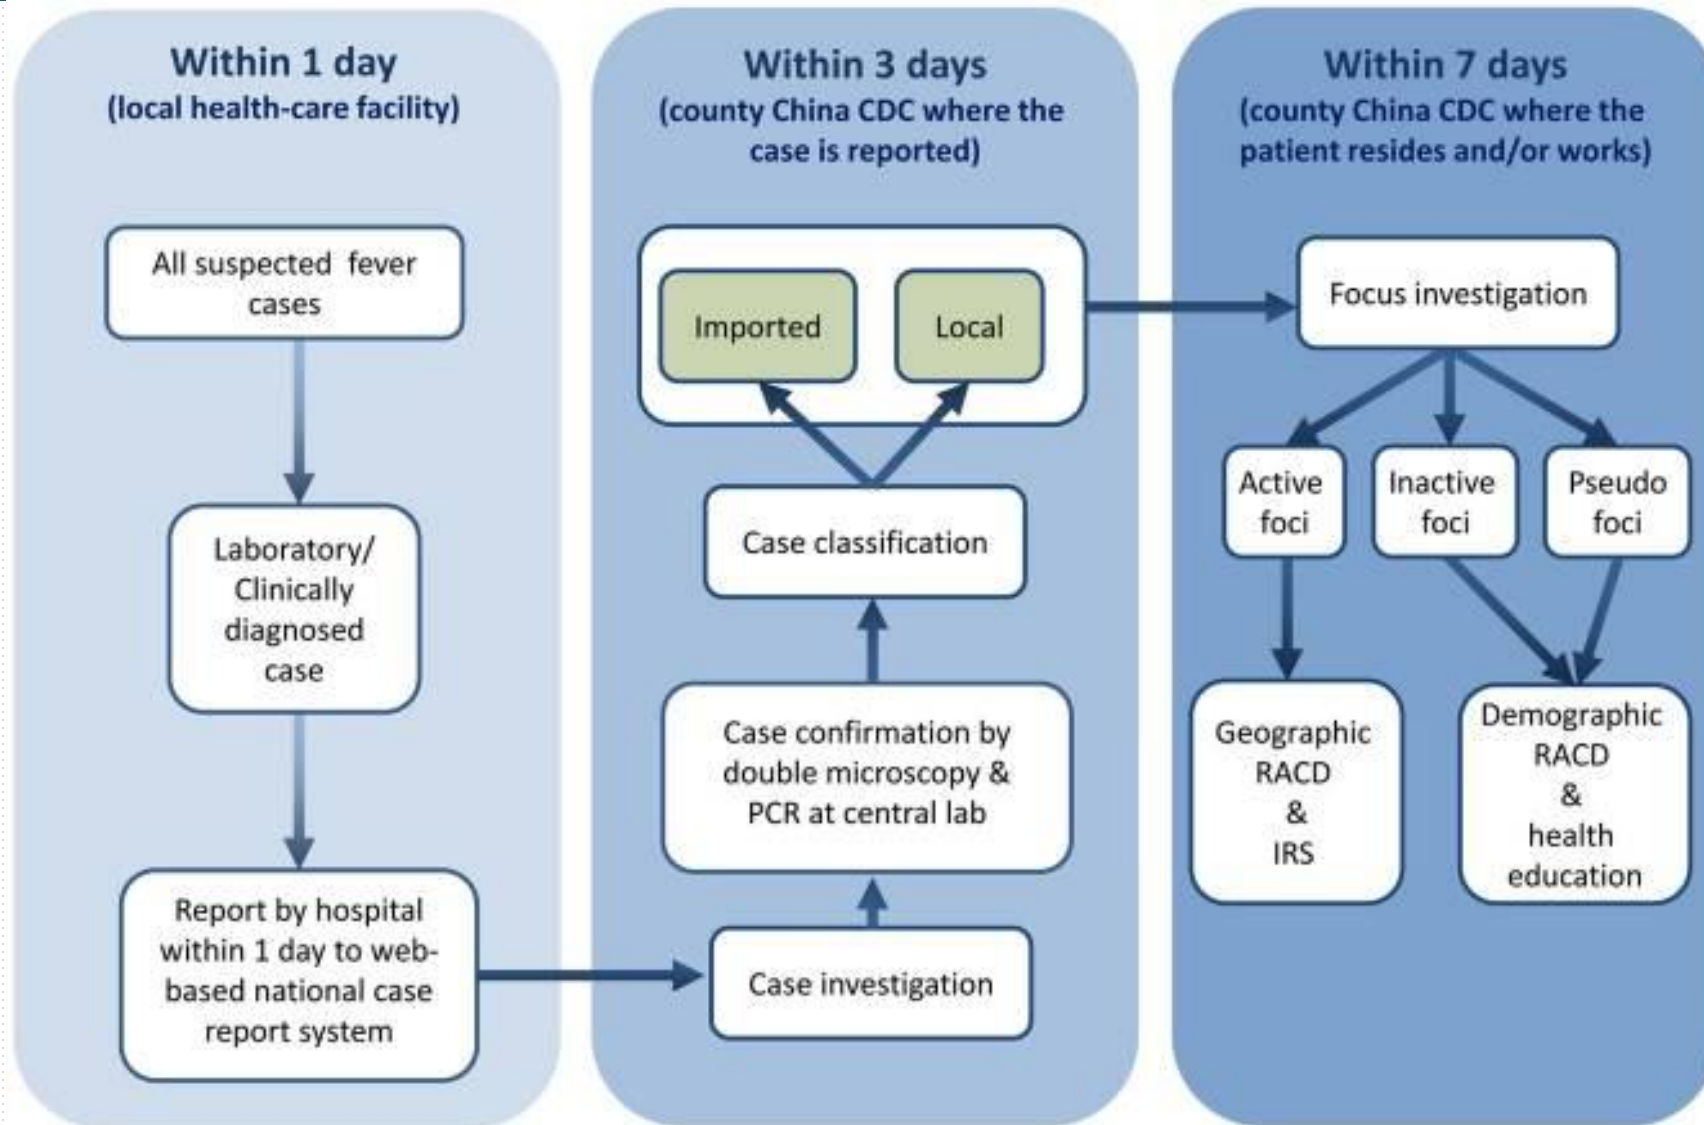 Within 1 day
(local health-care facility)
All suspected fever
cases
Laboratory/
Clinically
diagnosed
case
Report by hospital
within 1 day to web-
based national case
report system
Within 3 days
(county China CDC where the
case is reported)
Imported
Local
Case classification
Case confirmation by
double microscopy &
PCR at central lab
Case investigation
Within 7 days
(county China CDC where the
patient resides and/or works)
Focus investigation
Active
foci
Inactive
foci
Pseudo
foci
Geographic
RACD
&
IRS
Demographic
RACD
&
health
education